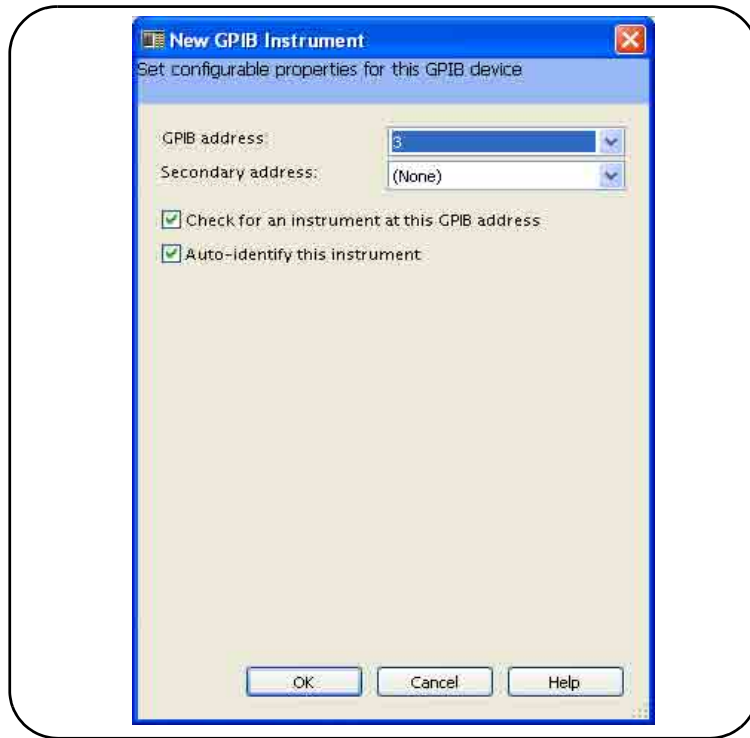 New GPIB Instrument
Set configurable properties for this GPIB device
GPIB address: 3
Secondary address: (None)
Check for an instrument at this GPIB address
Auto-identify this instrument
OK Cancel Help